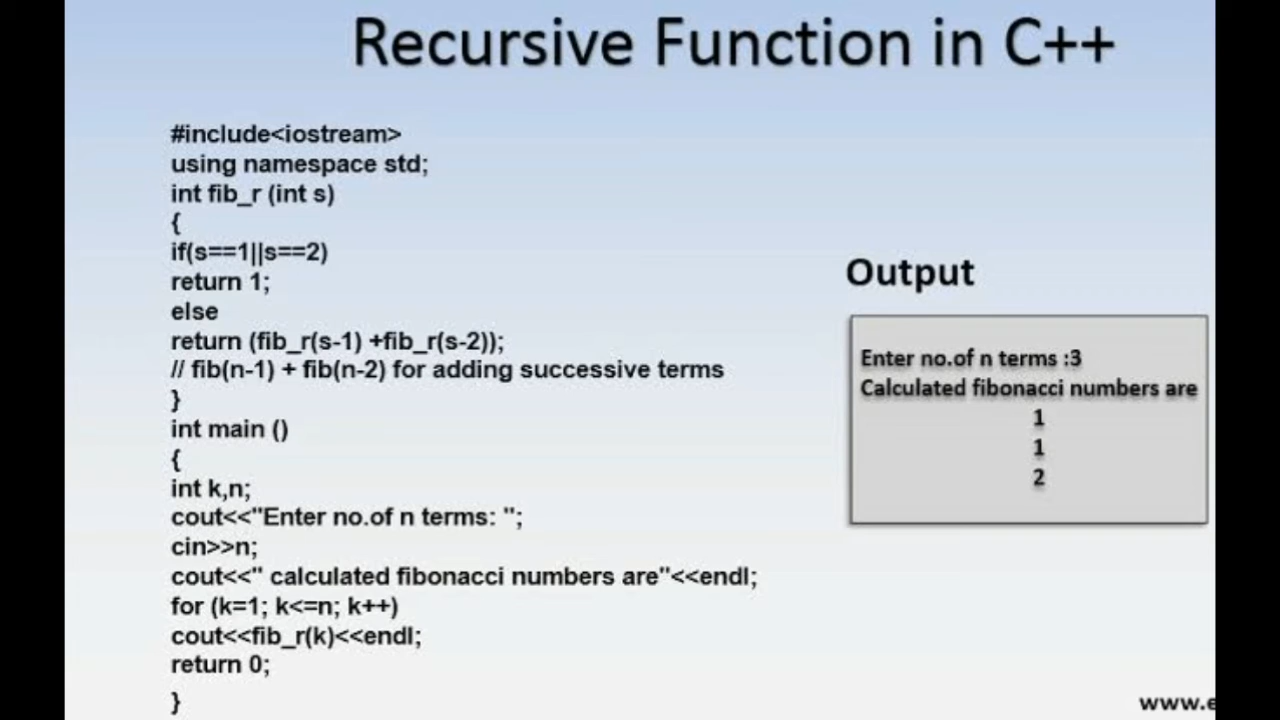 Recursive Function in C++
#include<iostream>
using namespace std;
int fib_r (int s)
{
if(s==1||s==2)
return 1;
else
return (fib_r(s-1) +fib_r(s-2));
// fib(n-1) + fib(n-2) for adding successive terms
}
int main ()
{
int k,n;
cout<<"Enter no.of n terms: ";
cin>>n;
cout<<" calculated fibonacci numbers are"<<endl;
for (k=1; k<=n; k++)
cout<<fib_r(k)<<endl;
return 0;
}
Output
Enter no.of n terms :3
Calculated fibonacci numbers are
1
1
2